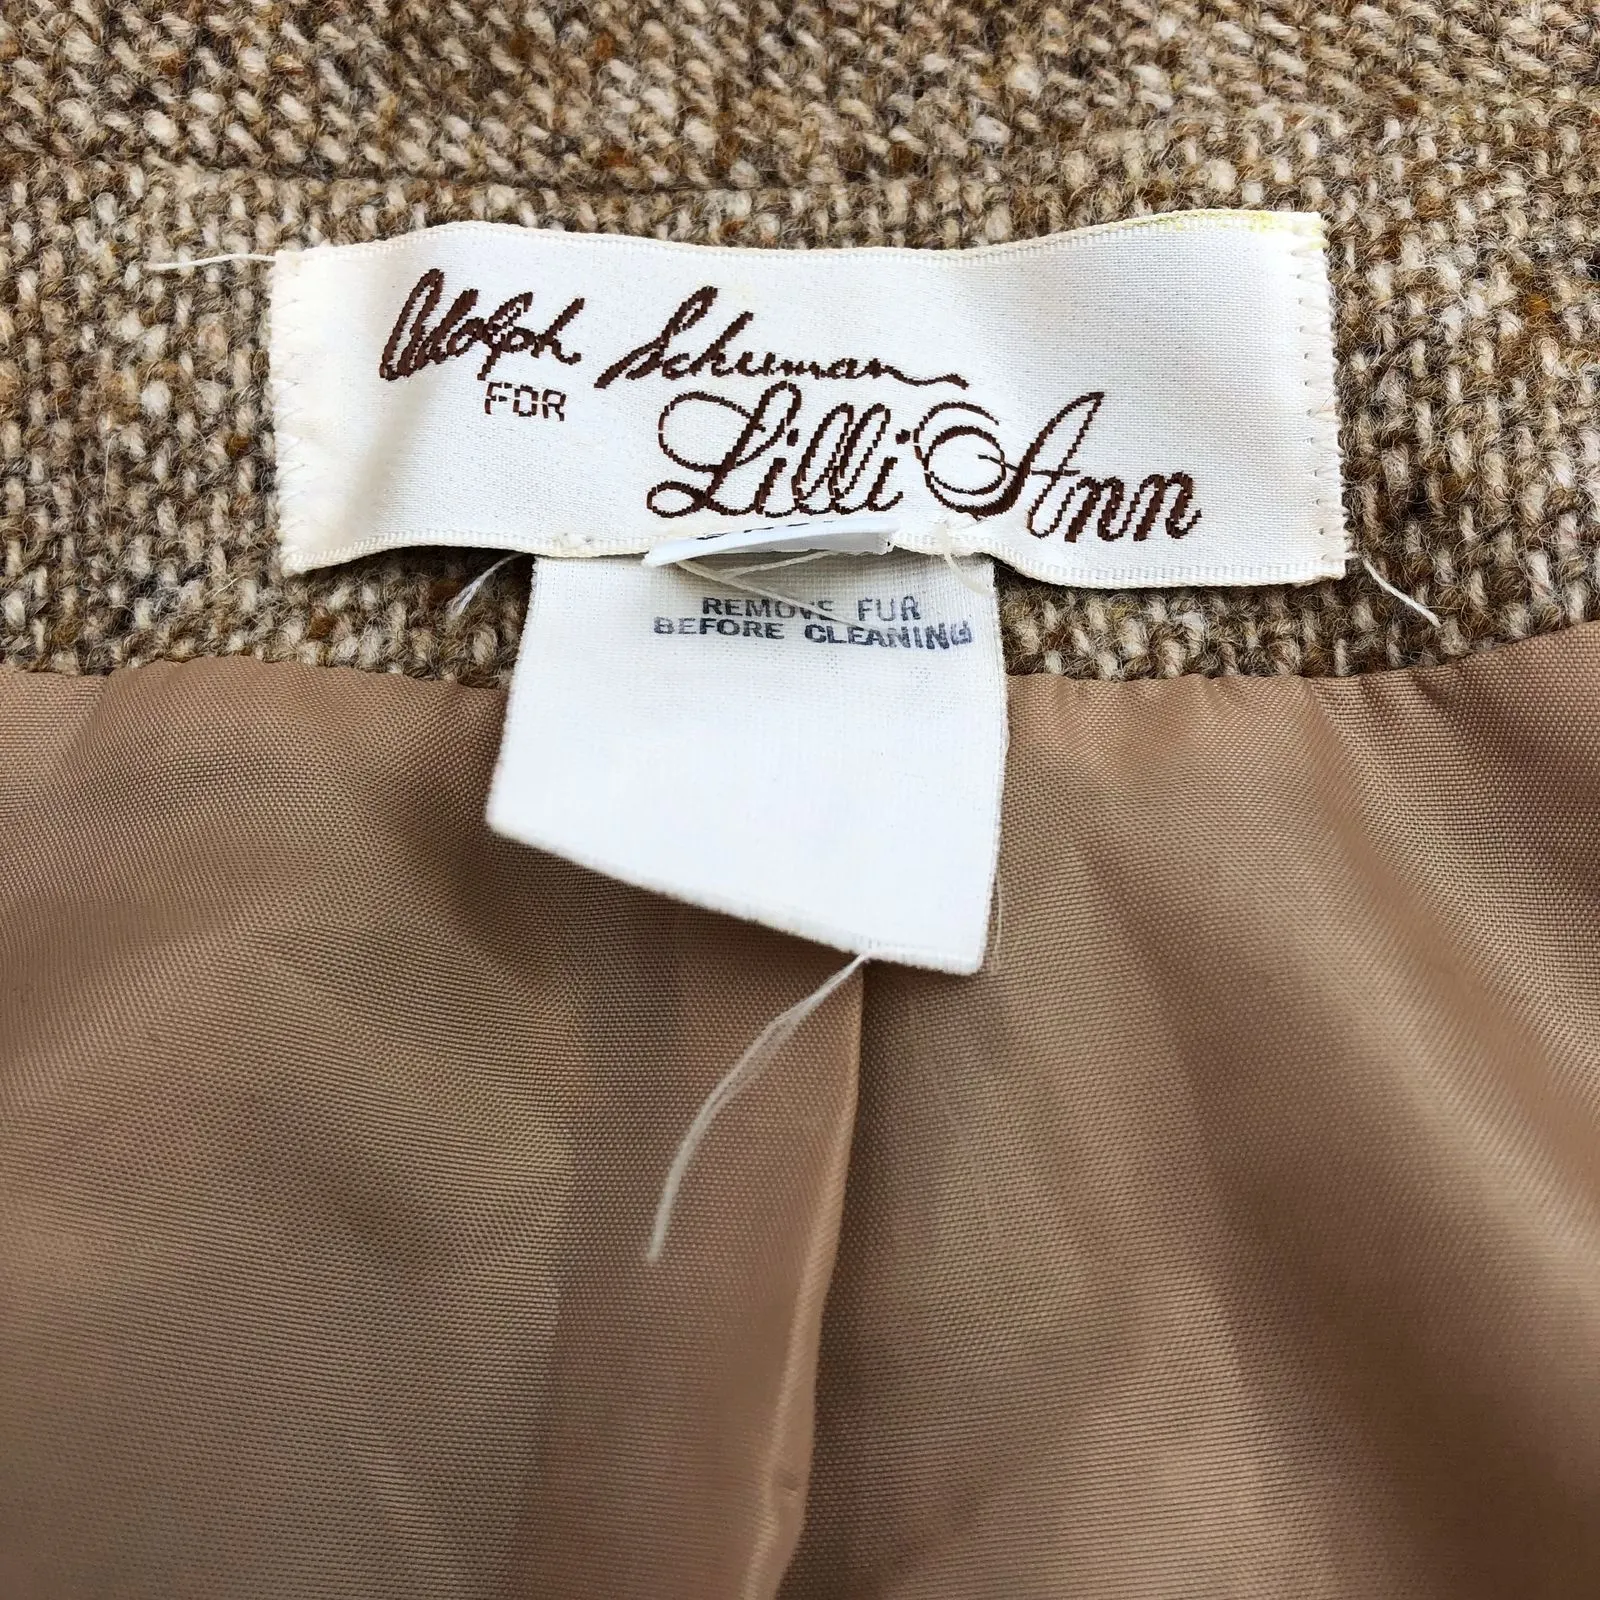 Adolph Schuman
FOR
Lilli Ann
REMOVE FUR
BEFORE CLEANING